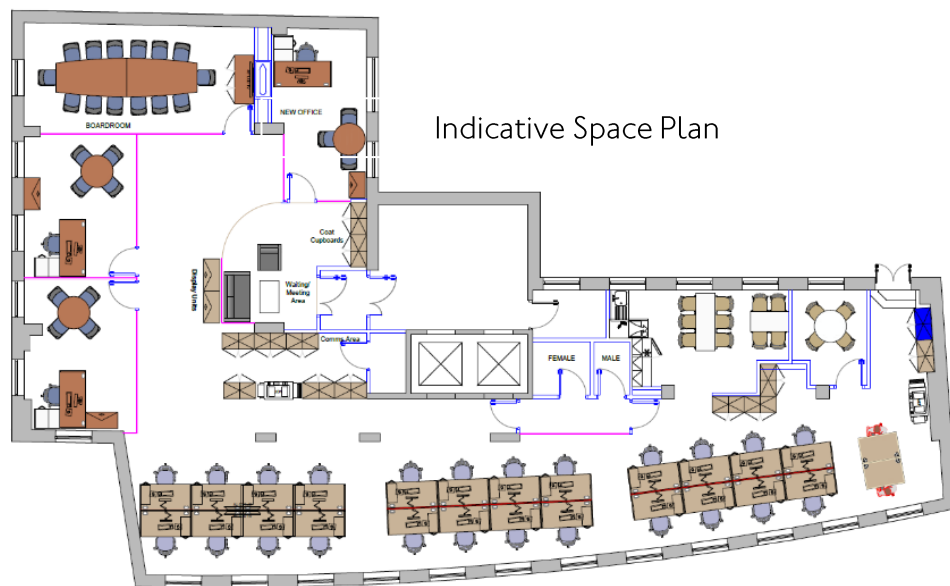 Indicative Space Plan
BOARDROOM
NEW OFFICE
Coat
Cupboards
Display Units
Waiting/
Meeting
Area
Comms Area
FEMALE
MALE